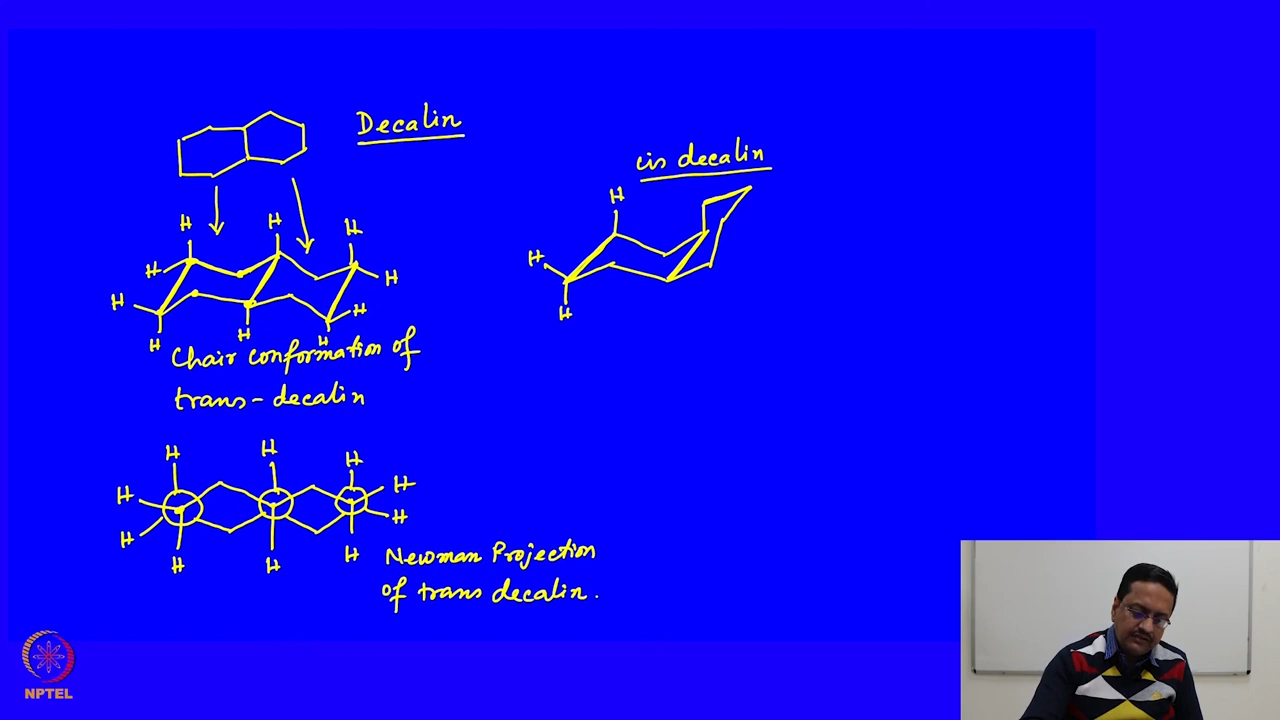 Decalin
cis decalin
H
H
H
H
H
H
H
H
H
H
H
H
H
Chair conformation of
trans-decalin
H
H
H
H
H
H
H
H
H
H
Newman Projection
of trans decalin.
NPTEL